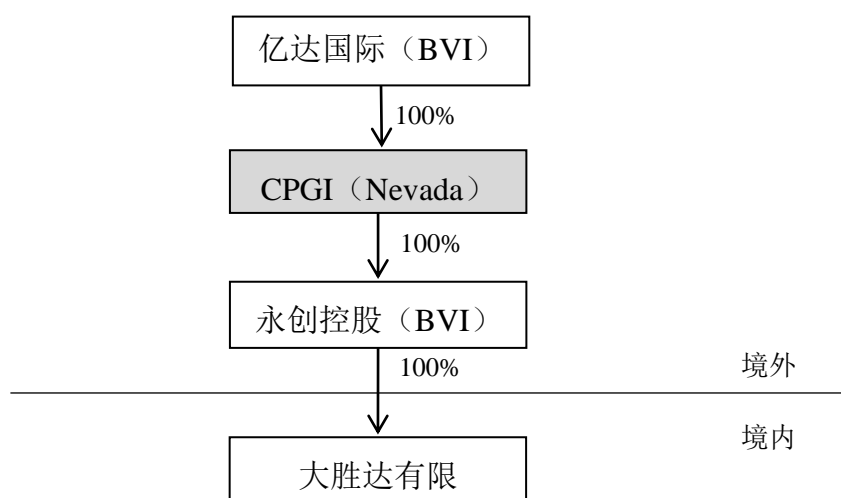 亿达国际（BVI）
100%
CPGI（Nevada）
100%
永创控股（BVI）
100%
境外
境内
大胜达有限